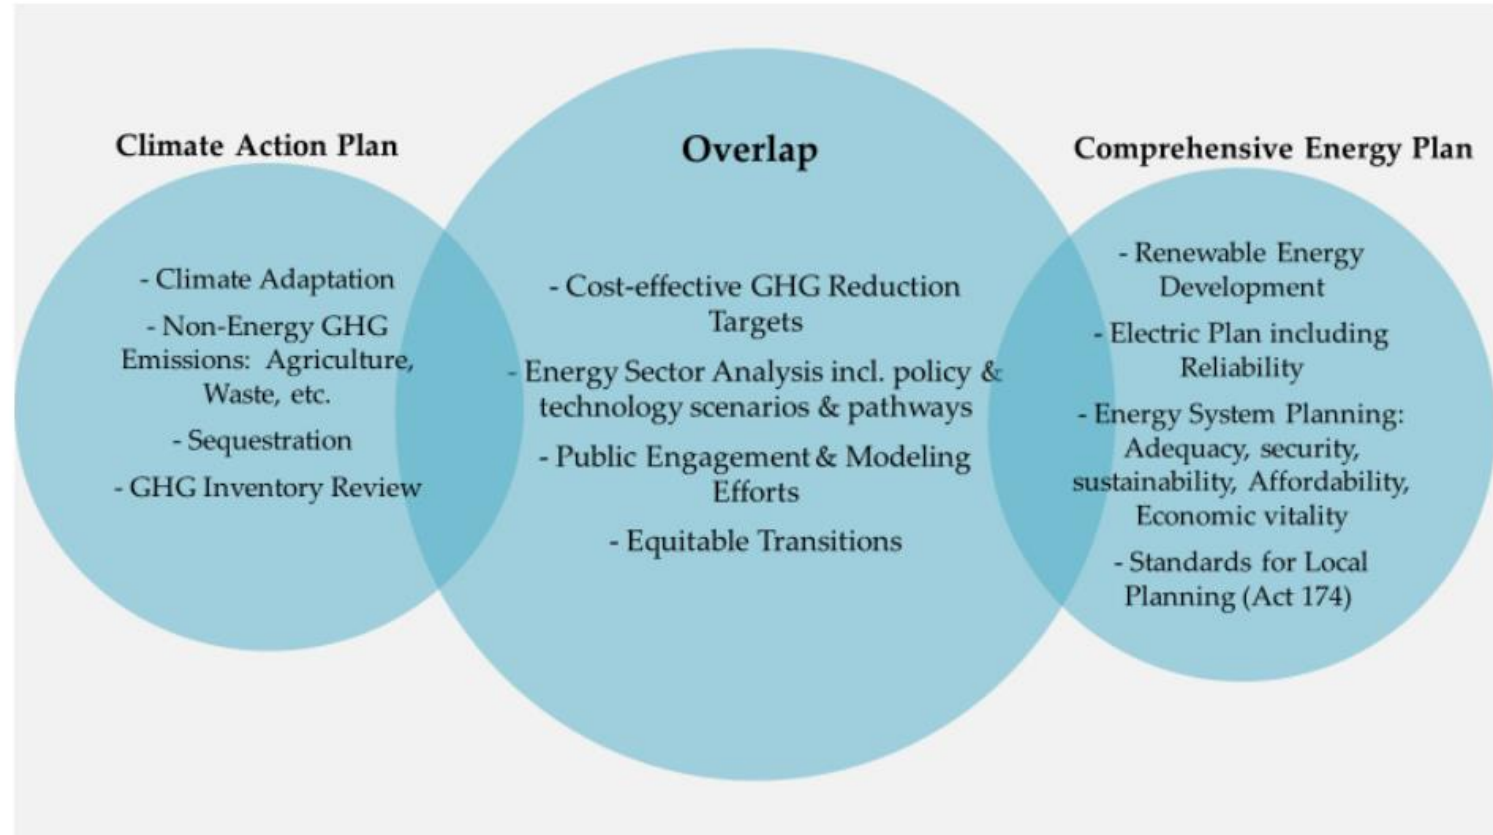 Climate Action Plan
- Climate Adaptation
- Non-Energy GHG
Emissions:  Agriculture,
Waste, etc.
- Sequestration
- GHG Inventory Review
Overlap
- Cost-effective GHG Reduction
Targets
- Energy Sector Analysis incl. policy &
technology scenarios & pathways
- Public Engagement & Modeling
Efforts
- Equitable Transitions
Comprehensive Energy Plan
- Renewable Energy
Development
- Electric Plan including
Reliability
- Energy System Planning:
Adequacy, security,
sustainability, Affordability,
Economic vitality
- Standards for Local
Planning (Act 174)